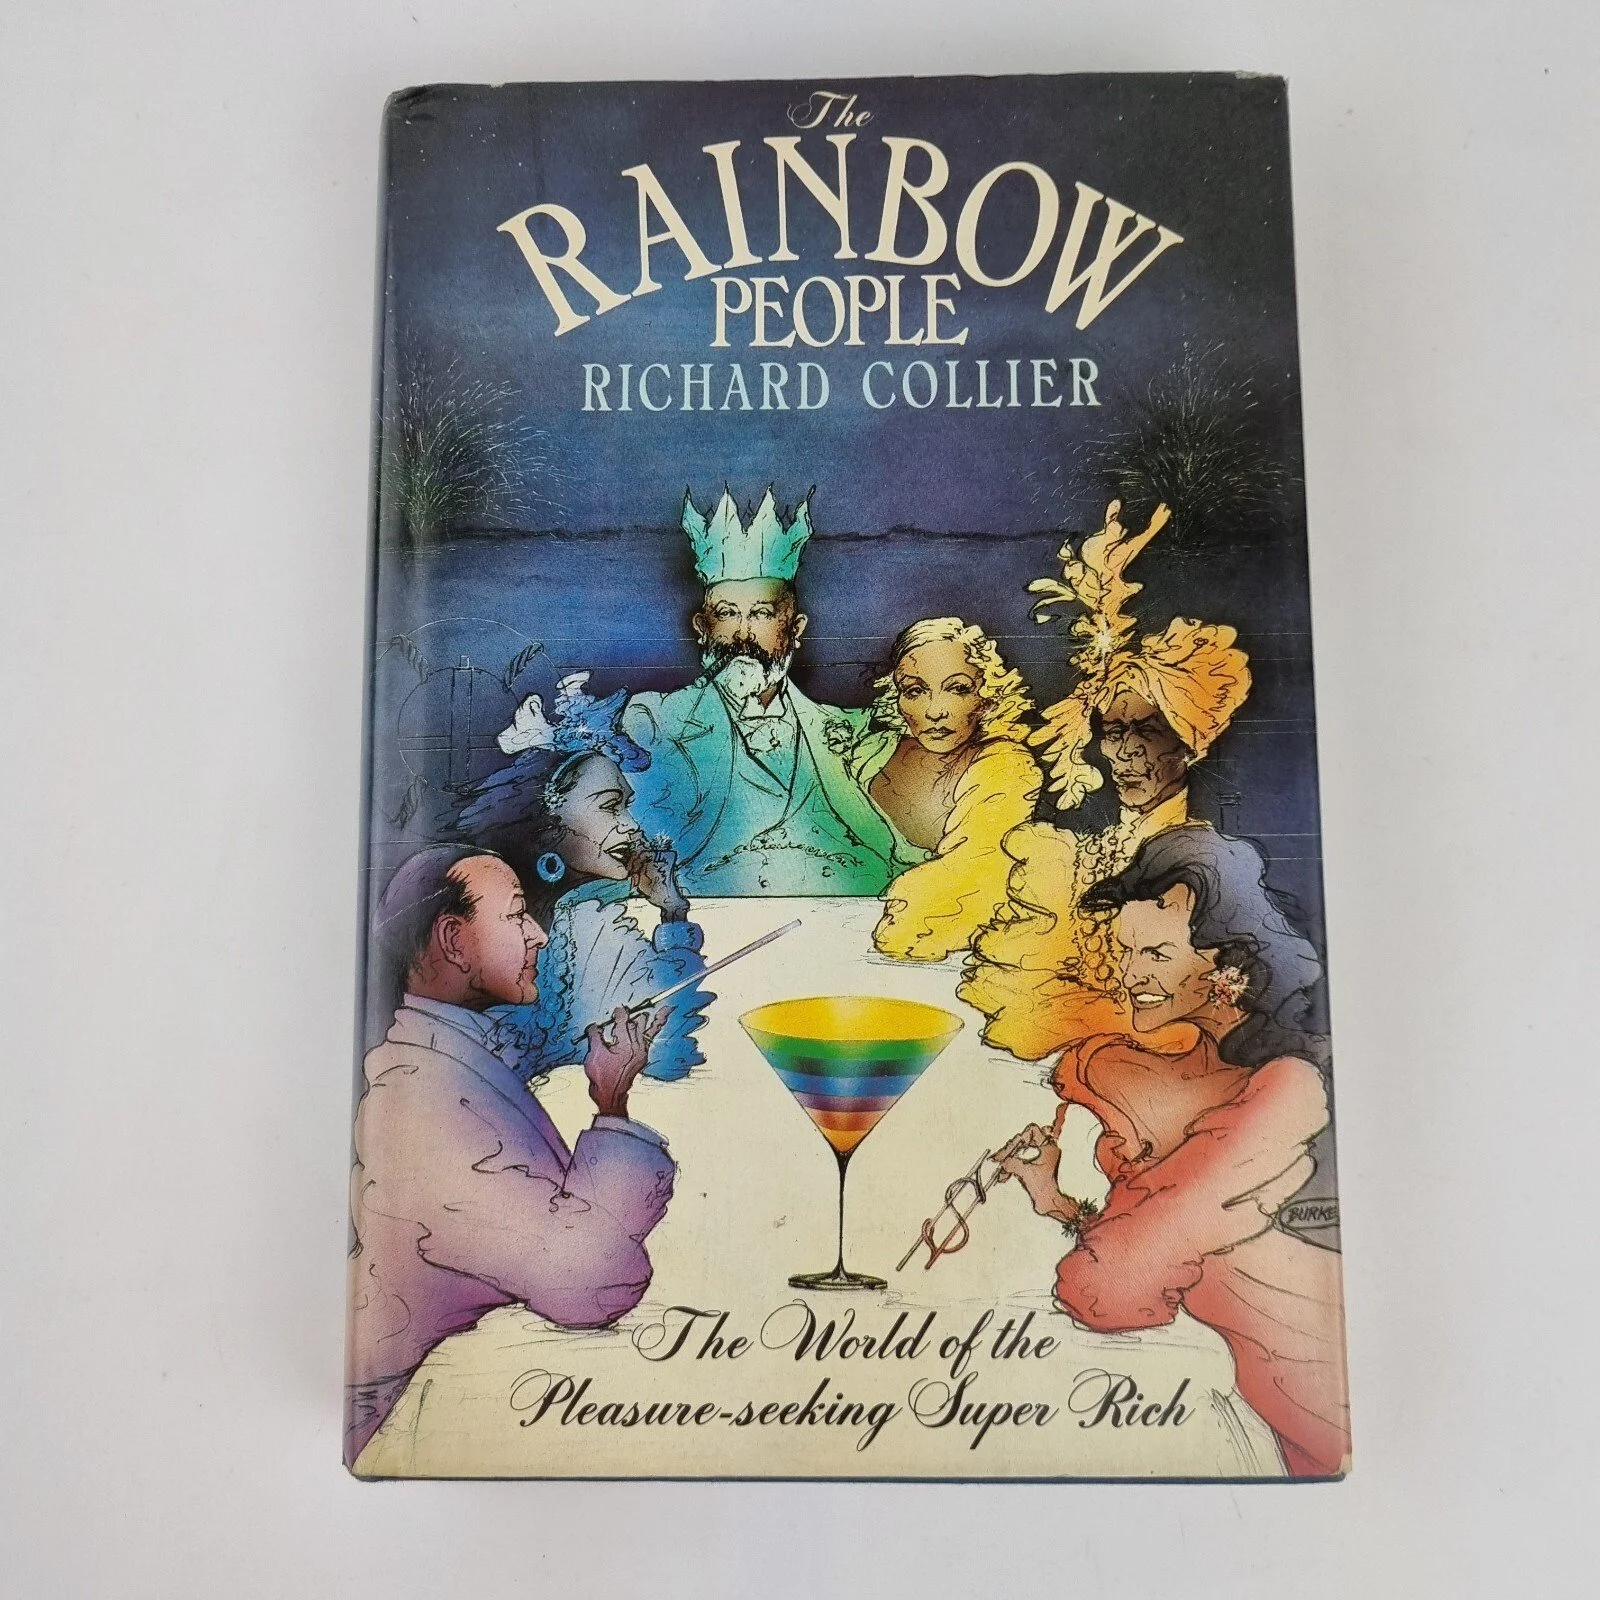 The
RAINBOW
PEOPLE
RICHARD COLLIER
BURKE
The World of the
Pleasure-seeking Super Rich